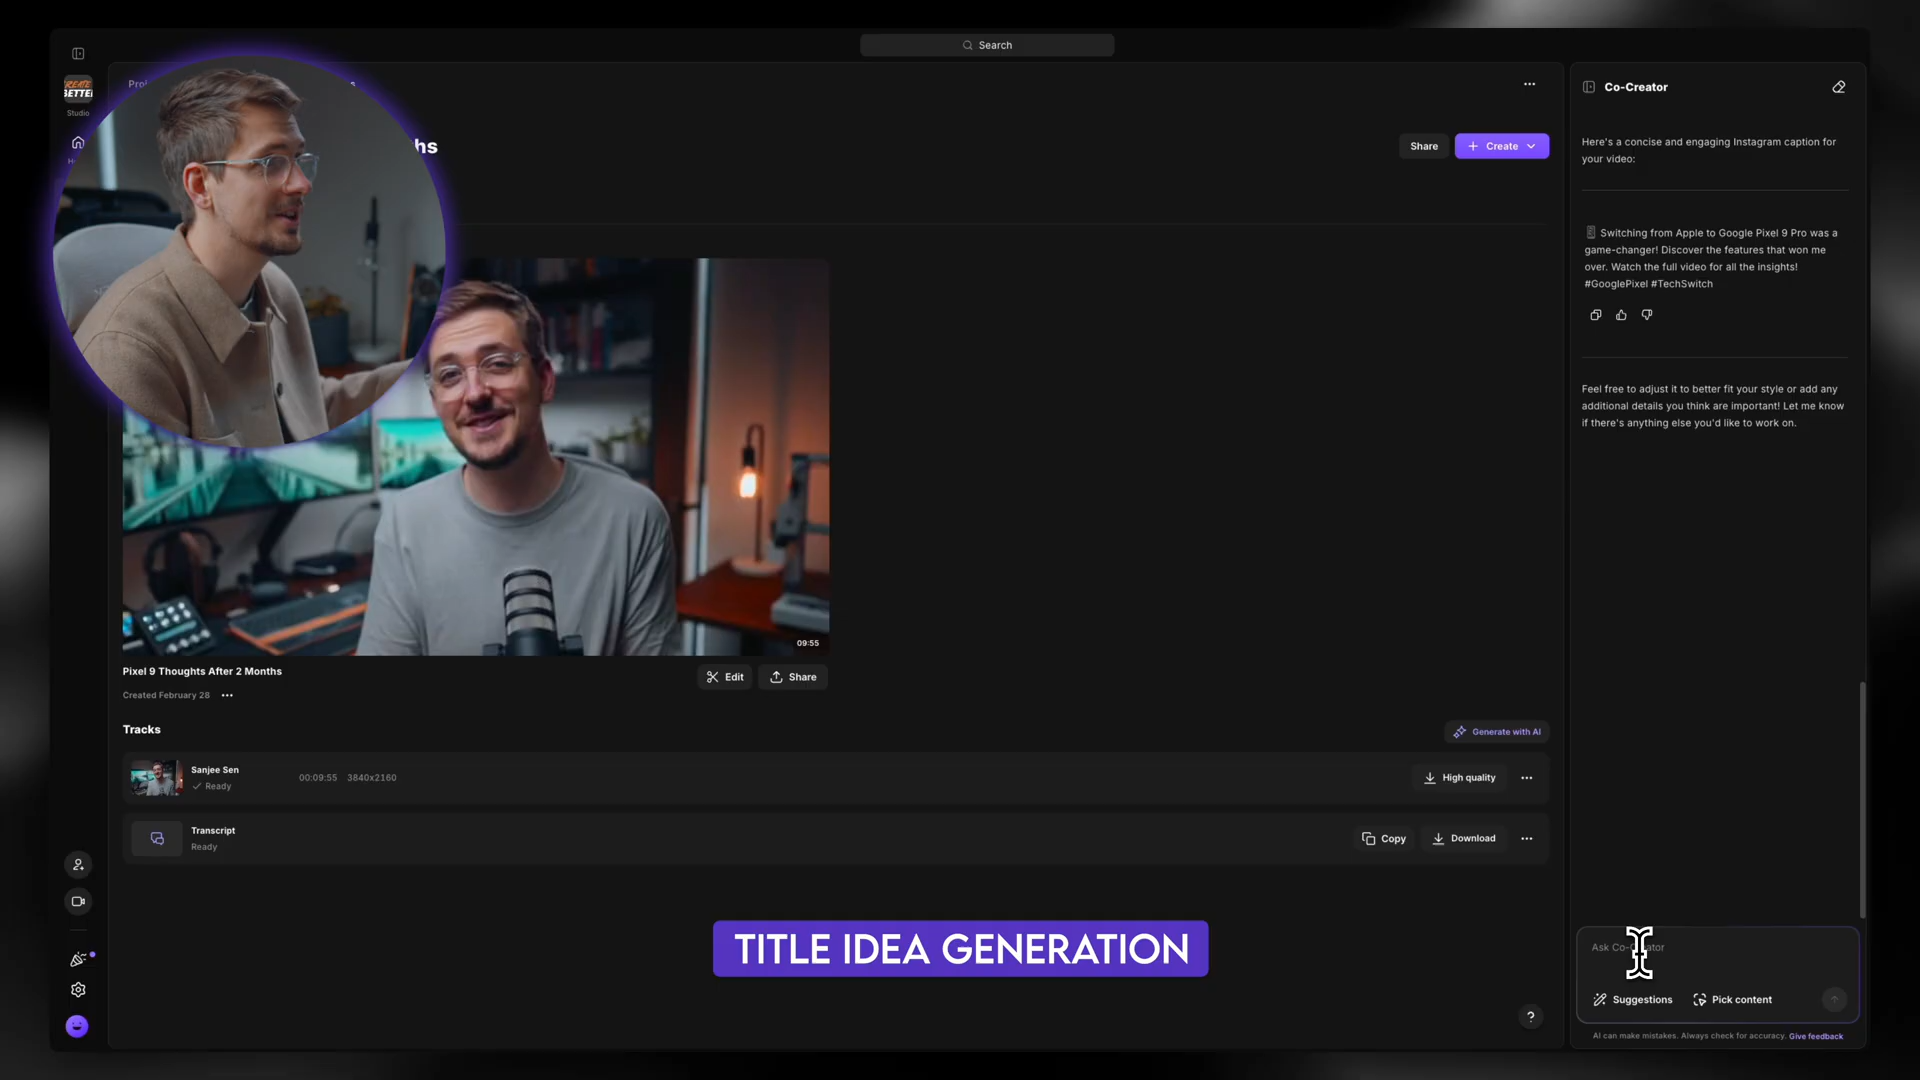 Search
CREATE
BETTER
Studio
hs
Share
Create
09:55
Pixel 9 Thoughts After 2 Months
Created February 28
Edit
Share
Tracks
Generate with AI
Sanjee Sen
Ready
00:09:55
3840x2160
High quality
Transcript
Ready
Copy
Download
TITLE IDEA GENERATION
?
Co-Creator
Here's a concise and engaging Instagram caption for
your video:
Switching from Apple to Google Pixel 9 Pro was a
game-changer! Discover the features that won me
over. Watch the full video for all the insights!
#GooglePixel #TechSwitch
Feel free to adjust it to better fit your style or add any
additional details you think are important! Let me know
if there's anything else you'd like to work on.
Ask Co-Creator
Suggestions
Pick content
AI can make mistakes. Always check for accuracy. Give feedback